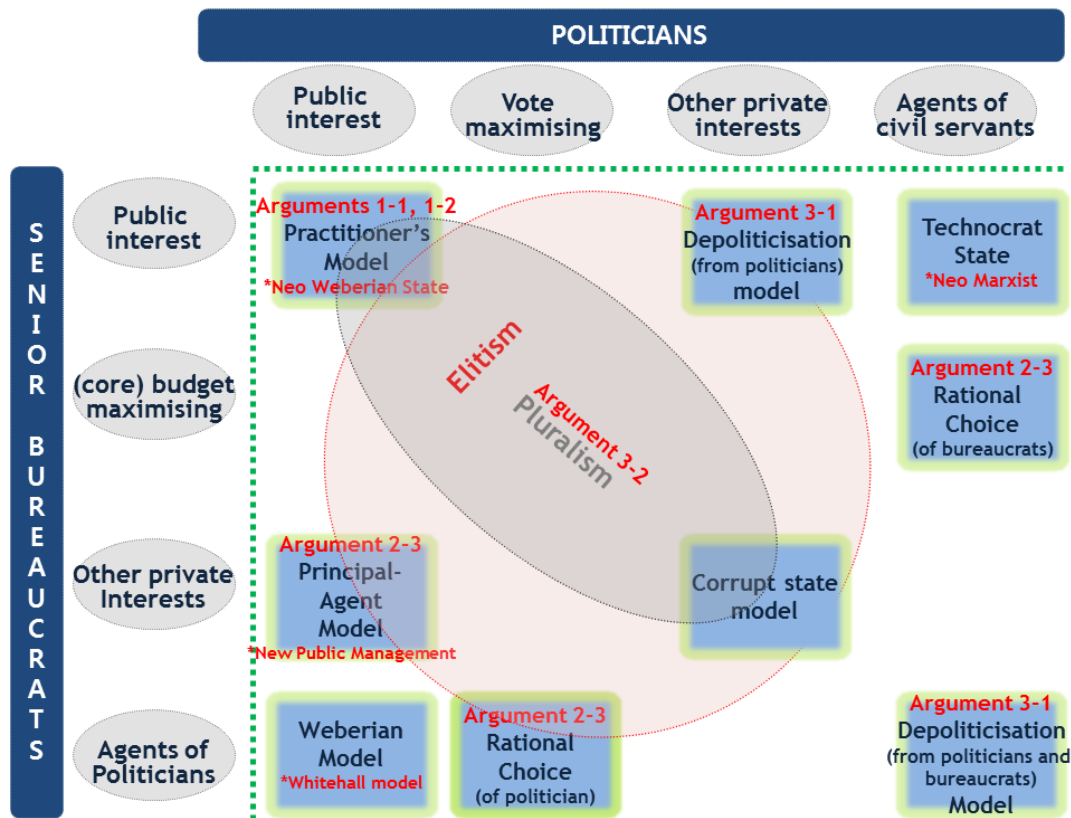 POLITICIANS
Public
interest
Vote
maximising
Other private
interests
Agents of
civil servants
SENIOR BUREAUCRATS
Public
interest
Arguments 1-1, 1-2
Practitioner's
Model
*Neo Weberian State
Argument 3-1
Depoliticisation
(from politicians)
model
Technocrat
State
*Neo Marxist
Elitism
Argument 3-2
Pluralism
(core) budget
maximising
Argument 2-3
Rational
Choice
(of bureaucrats)
Other private
Interests
Argument 2-3
Principal-
Agent
Model
*New Public Management
Corrupt state
model
Agents of
Politicians
Weberian
Model
*Whitehall model
Argument 2-3
Rational
Choice
(of politician)
Argument 3-1
Depoliticisation
(from politicians and
bureaucrats)
Model